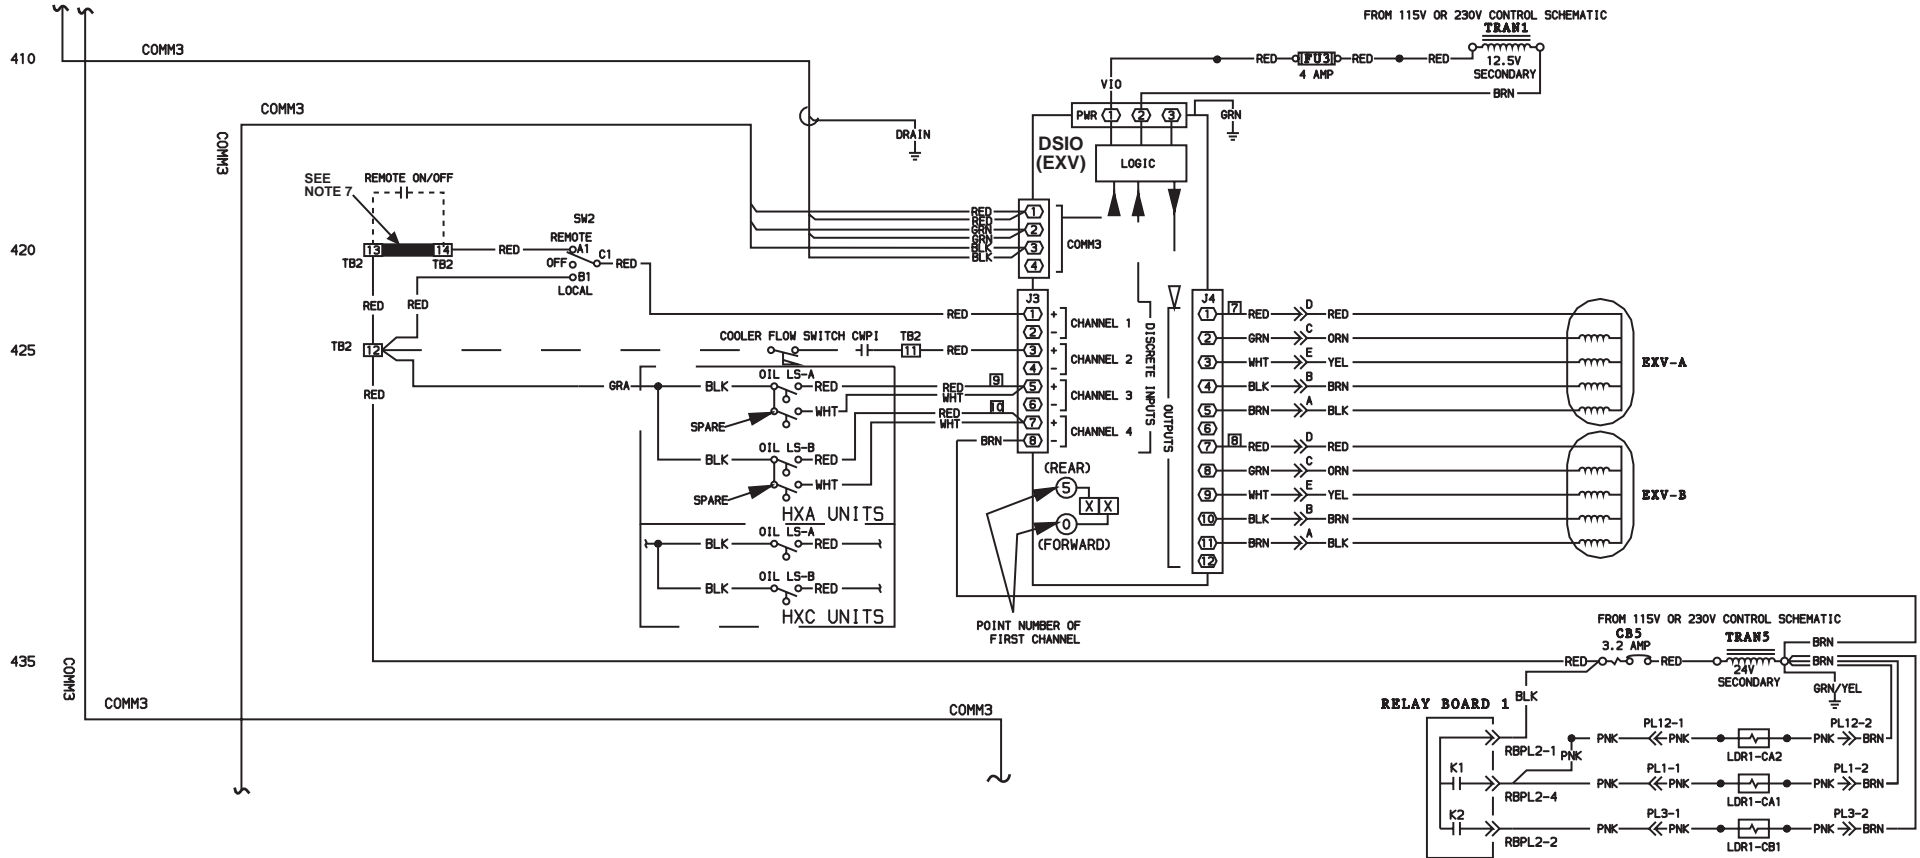 FROM 115V OR 230V CONTROL SCHEMATIC
TRAN1
410
COMM3
RED
FU3
RED
RED
12.5V
SECONDARY
4 AMP
VIO
BRN
COMM3
PWR 1 2 3
GRN
COMM3
DRAIN
DSIO
(EXV)
LOGIC
SEE
NOTE 7
REMOTE ON/OFF
SW2
REMOTE
420
13
14
TB2
TB2
RED
A1
OFF
C1
RED
B1
LOCAL
RED
RED
GRN
GRN
BLK
BLK
1
2
3
4
COMM3
RED
RED
J3
RED
1 + CHANNEL 1
2 -
3 + CHANNEL 2
4 -
5 + CHANNEL 3
6 -
7 + CHANNEL 4
8 -
DISCRETE INPUTS
OUTPUTS
425
TB2
12
RED
COOLER FLOW SWITCH CWPI
TB2
11
RED
GRA
BLK
OIL LS-A
RED
RED
9
WHT
WHT
SPARE
10
RED
WHT
BRN
BLK
OIL LS-B
RED
WHT
SPARE
HXA UNITS
BLK
OIL LS-A
RED
BLK
OIL LS-B
RED
HXC UNITS
(REAR)
5
X X
0
(FORWARD)
POINT NUMBER OF
FIRST CHANNEL
J4
1 7 RED D RED
2 GRN C ORN
3 WHT E YEL
4 BLK B BRN
5 BRN A BLK
6
EXV-A
7 8 RED D RED
8 GRN C ORN
9 WHT E YEL
10 BLK B BRN
11 BRN A BLK
12
EXV-B
FROM 115V OR 230V CONTROL SCHEMATIC
CB5
3.2 AMP
TRAN5
BRN
435
COMM3
RED
RED
24V
SECONDARY
BRN
GRN/YEL
COMM3
COMM3
RELAY BOARD 1
BLK
RBPL2-1
PNK
PNK
PL12-1
PNK
LDR1-CA2
PNK
PL12-2
BRN
K1
RBPL2-4
PNK
PL1-1
PNK
LDR1-CA1
PNK
PL1-2
BRN
K2
RBPL2-2
PNK
PL3-1
PNK
LDR1-CB1
PNK
PL3-2
BRN